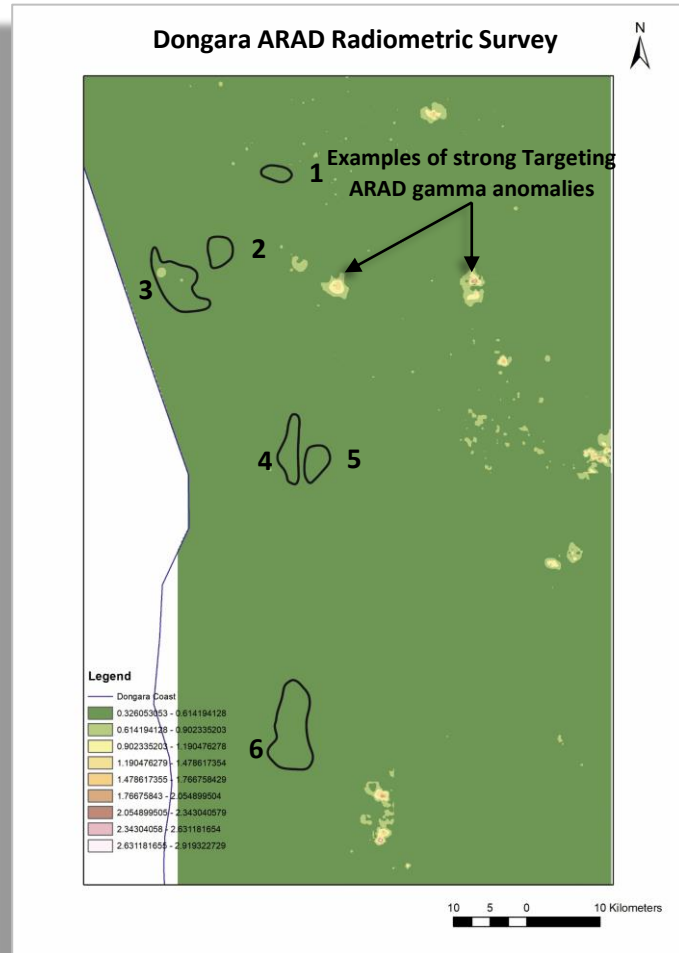 Dongara ARAD Radiometric Survey
N
Examples of strong Targeting
ARAD gamma anomalies
1
2
3
4
5
6
Legend
Dongara Coast
0.326053053 - 0.614194128
0.614194128 - 0.902335203
0.902335203 - 1.190476278
1.190476279 - 1.478617354
1.478617355 - 1.766758429
1.76675843 - 2.054899504
2.054899505 - 2.343040579
2.34304058 - 2.631181654
2.631181655 - 2.919322729
10 5 0 10 Kilometers